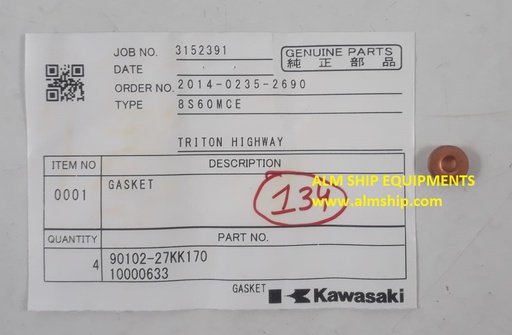 JOB NO. 3152391
GENUINE PARTS
純正部品
DATE
ORDER NO. 2014-0235-2690
TYPE 8S60MCE
TRITON HIGHWAY
ITEM NO DESCRIPTION
0001 GASKET
134
ALM SHIP EQUIPMENTS
www.almship.com
QUANTITY PART NO.
4 90102-27KK170
10000633
GASKET
Kawasaki